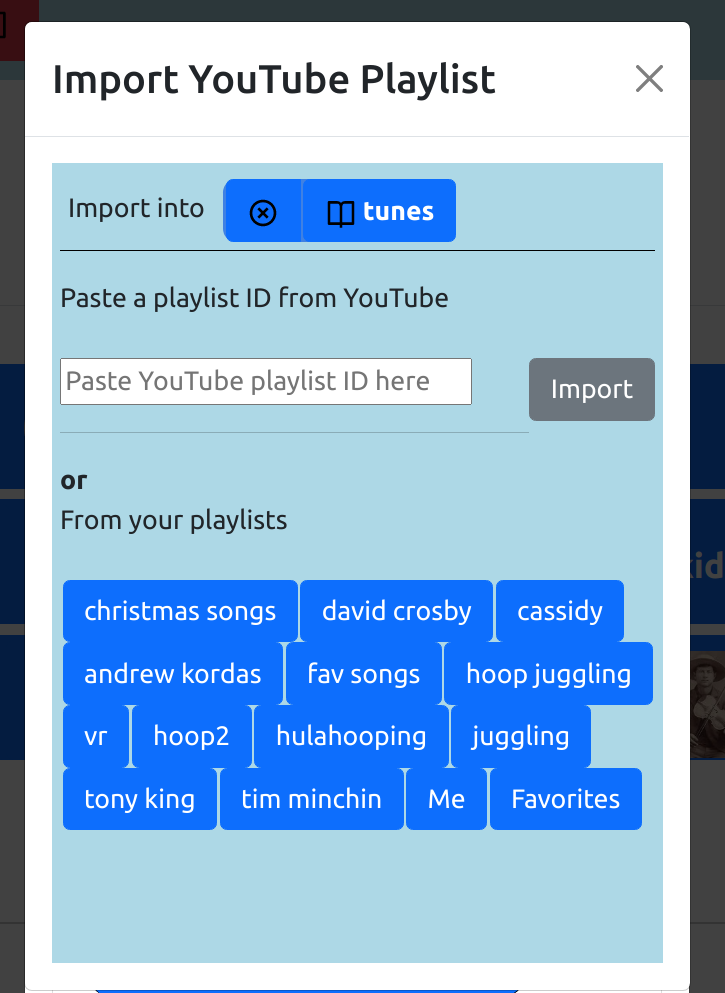 Import YouTube Playlist
Import into tunes
Paste a playlist ID from YouTube
Paste YouTube playlist ID here Import
or
From your playlists
christmas songs david crosby cassidy
andrew kordas fav songs hoop juggling
vr hoop2 hulahooping juggling
tony king tim minchin Me Favorites